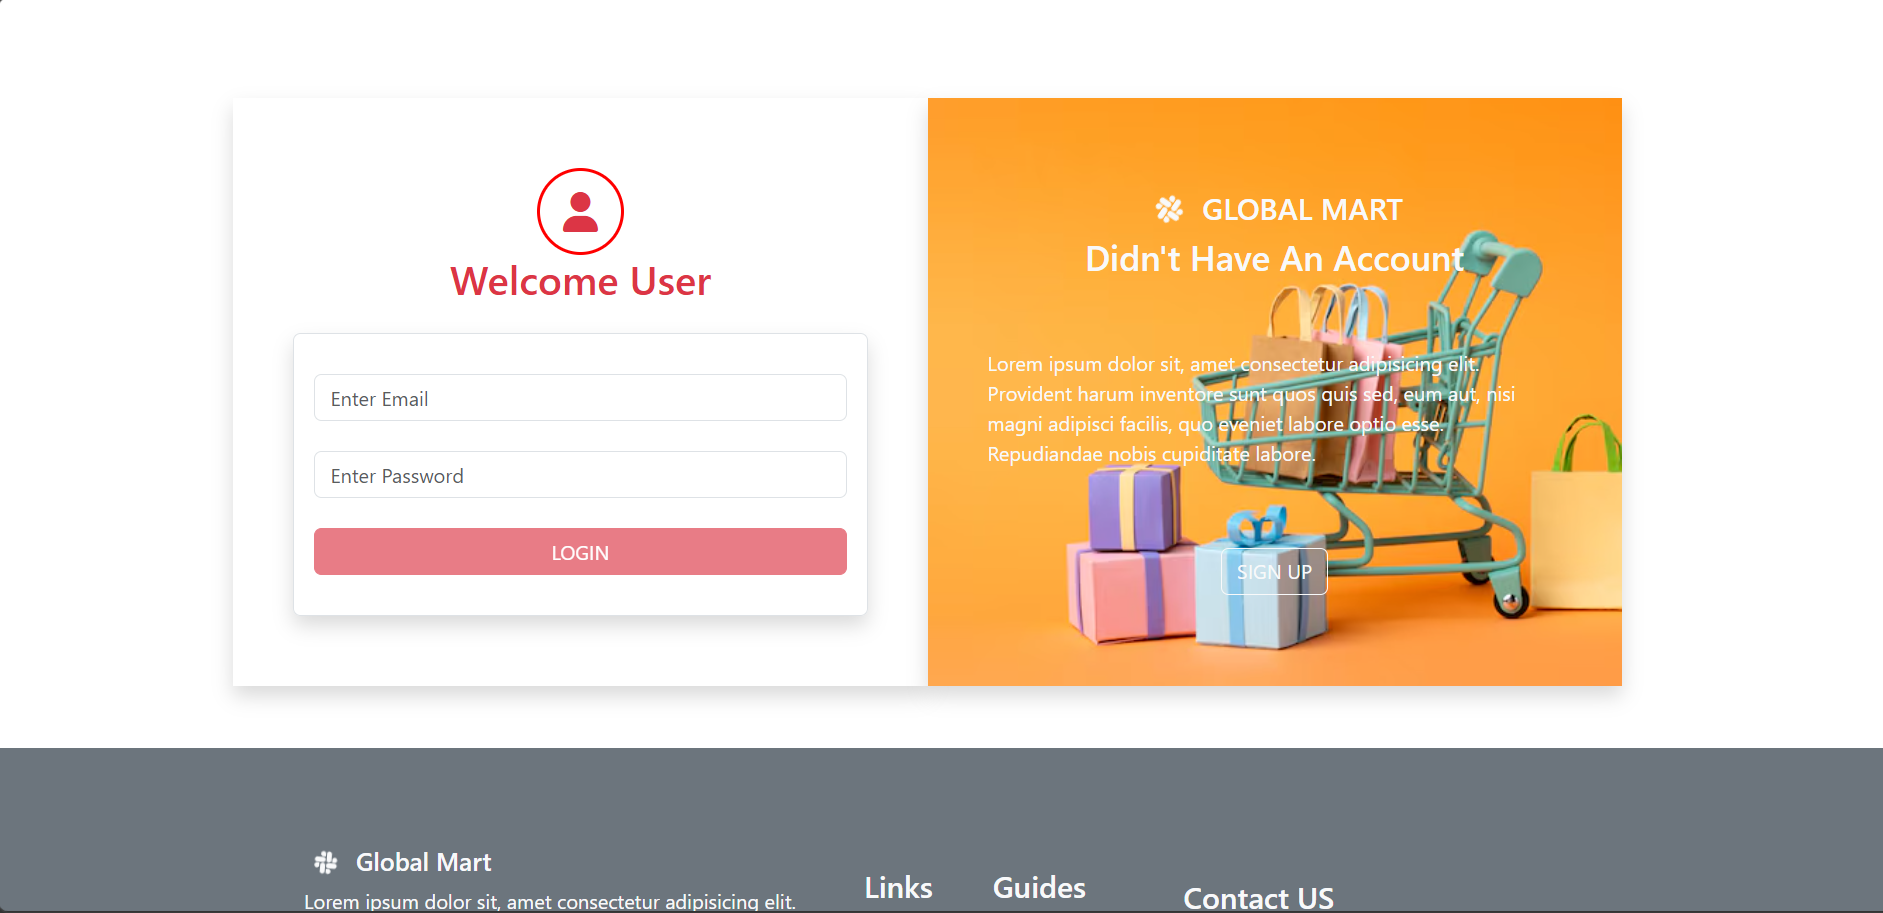 Welcome User
Enter Email
Enter Password
LOGIN
GLOBAL MART
Didn't Have An Account
Lorem ipsum dolor sit, amet consectetur adipisicing elit.
Provident harum inventore sunt quos quis sed, eum aut, nisi
magni adipisci facilis, quo eveniet labore optio esse.
Repudiandae nobis cupiditate labore.
SIGN UP
Global Mart
Lorem ipsum dolor sit, amet consectetur adipisicing elit.
Links
Guides
Contact US